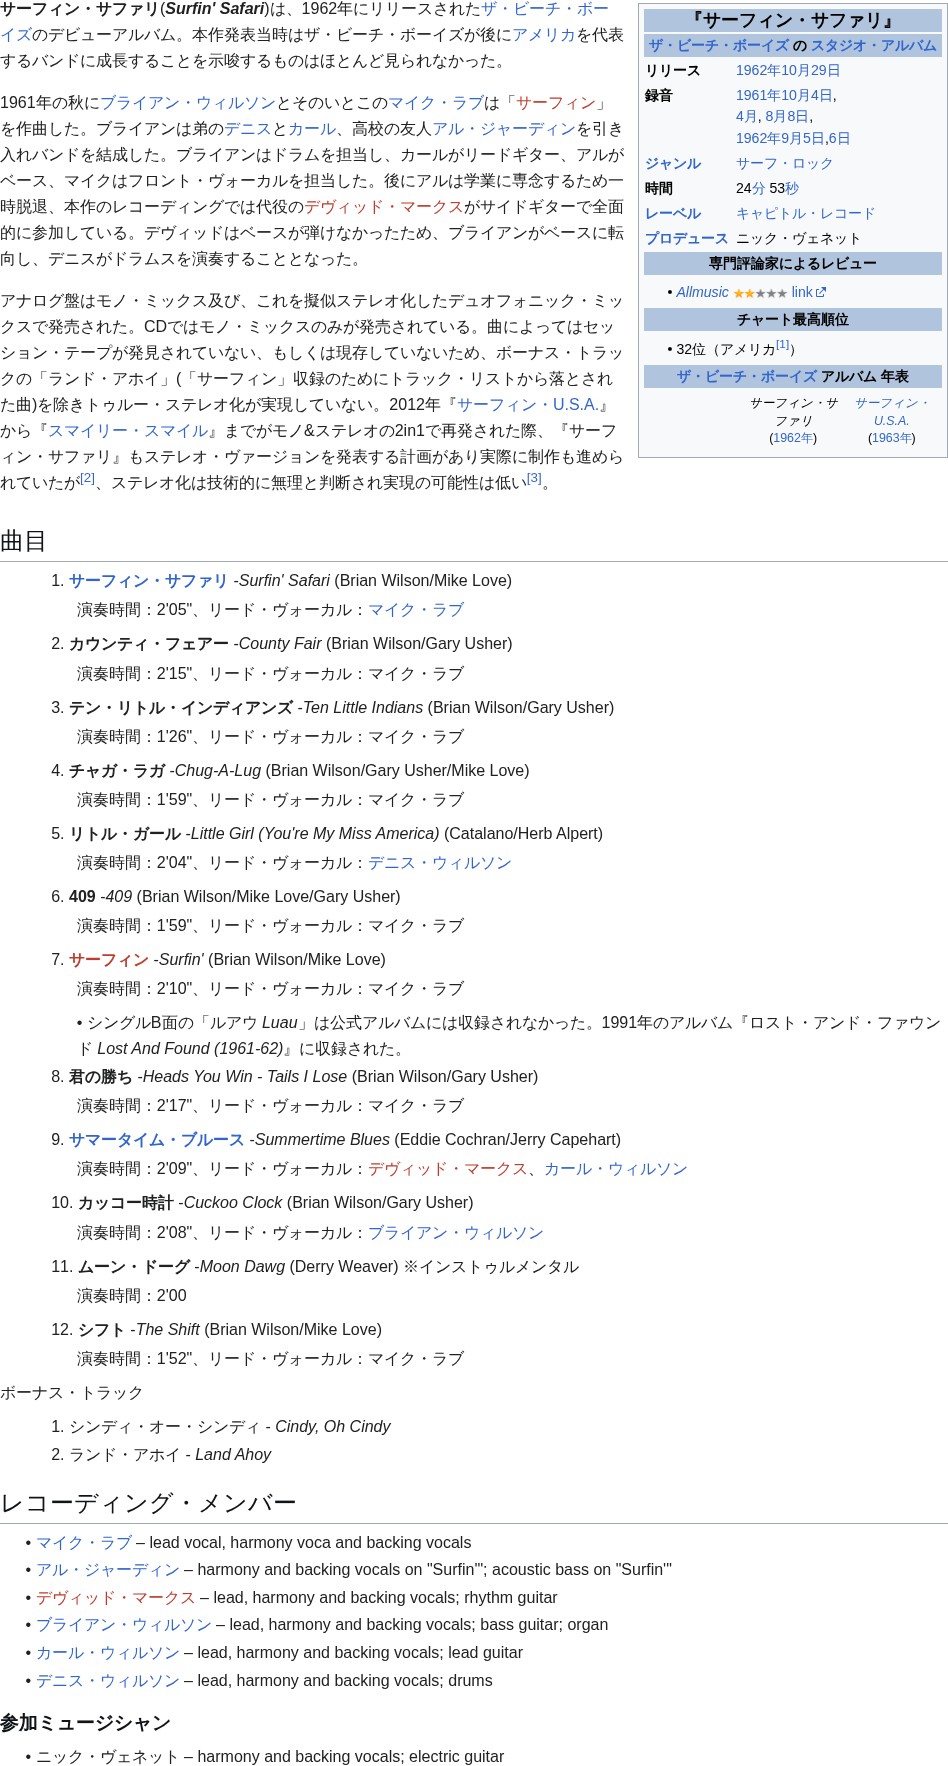 サーフィン・サファリ(Surfin' Safari)は、1962年にリリースされたザ・ビーチ・ボー
イズのデビューアルバム。本作発表当時はザ・ビーチ・ボーイズが後にアメリカを代表
するバンドに成長することを示唆するものはほとんど見られなかった。
1961年の秋にブライアン・ウィルソンとそのいとこのマイク・ラブは「サーフィン」
を作曲した。ブライアンは弟のデニスとカール、高校の友人アル・ジャーディンを引き
入れバンドを結成した。ブライアンはドラムを担当し、カールがリードギター、アルが
ベース、マイクはフロント・ヴォーカルを担当した。後にアルは学業に専念するため一
時脱退、本作のレコーディングでは代役のデヴィッド・マークスがサイドギターで全面
的に参加している。デヴィッドはベースが弾けなかったため、ブライアンがベースに転
向し、デニスがドラムスを演奏することとなった。
アナログ盤はモノ・ミックス及び、これを擬似ステレオ化したデュオフォニック・ミッ
クスで発売された。CDではモノ・ミックスのみが発売されている。曲によってはセッ
ション・テープが発見されていない、もしくは現存していないため、ボーナス・トラッ
クの「ランド・アホイ」(「サーフィン」収録のためにトラック・リストから落とされ
た曲)を除きトゥルー・ステレオ化が実現していない。2012年『サーフィン・U.S.A.』
から『スマイリー・スマイル』までがモノ&ステレオの2in1で再発された際、『サーフ
ィン・サファリ』もステレオ・ヴァージョンを発表する計画があり実際に制作も進めら
れていたが[2]、ステレオ化は技術的に無理と判断され実現の可能性は低い[3]。
『サーフィン・サファリ』
ザ・ビーチ・ボーイズ の スタジオ・アルバム
リリース 1962年10月29日
録音 1961年10月4日,
4月, 8月8日,
1962年9月5日,6日
ジャンル サーフ・ロック
時間 24分 53秒
レーベル キャピトル・レコード
プロデュース ニック・ヴェネット
専門評論家によるレビュー
• Allmusic ★★★★★ link
チャート最高順位
• 32位（アメリカ[1]）
ザ・ビーチ・ボーイズ アルバム 年表
サーフィン・サ サーフィン・
ファリ U.S.A.
(1962年) (1963年)
曲目
1. サーフィン・サファリ -Surfin' Safari (Brian Wilson/Mike Love)
演奏時間：2'05"、リード・ヴォーカル：マイク・ラブ
2. カウンティ・フェアー -County Fair (Brian Wilson/Gary Usher)
演奏時間：2'15"、リード・ヴォーカル：マイク・ラブ
3. テン・リトル・インディアンズ -Ten Little Indians (Brian Wilson/Gary Usher)
演奏時間：1'26"、リード・ヴォーカル：マイク・ラブ
4. チャガ・ラガ -Chug-A-Lug (Brian Wilson/Gary Usher/Mike Love)
演奏時間：1'59"、リード・ヴォーカル：マイク・ラブ
5. リトル・ガール -Little Girl (You're My Miss America) (Catalano/Herb Alpert)
演奏時間：2'04"、リード・ヴォーカル：デニス・ウィルソン
6. 409 -409 (Brian Wilson/Mike Love/Gary Usher)
演奏時間：1'59"、リード・ヴォーカル：マイク・ラブ
7. サーフィン -Surfin' (Brian Wilson/Mike Love)
演奏時間：2'10"、リード・ヴォーカル：マイク・ラブ
• シングルB面の「ルアウ Luau」は公式アルバムには収録されなかった。1991年のアルバム『ロスト・アンド・ファウン
ド Lost And Found (1961-62)』に収録された。
8. 君の勝ち -Heads You Win - Tails I Lose (Brian Wilson/Gary Usher)
演奏時間：2'17"、リード・ヴォーカル：マイク・ラブ
9. サマータイム・ブルース -Summertime Blues (Eddie Cochran/Jerry Capehart)
演奏時間：2'09"、リード・ヴォーカル：デヴィッド・マークス、カール・ウィルソン
10. カッコー時計 -Cuckoo Clock (Brian Wilson/Gary Usher)
演奏時間：2'08"、リード・ヴォーカル：ブライアン・ウィルソン
11. ムーン・ドーグ -Moon Dawg (Derry Weaver) ※インストゥルメンタル
演奏時間：2'00
12. シフト -The Shift (Brian Wilson/Mike Love)
演奏時間：1'52"、リード・ヴォーカル：マイク・ラブ
ボーナス・トラック
1. シンディ・オー・シンディ - Cindy, Oh Cindy
2. ランド・アホイ - Land Ahoy
レコーディング・メンバー
• マイク・ラブ – lead vocal, harmony voca and backing vocals
• アル・ジャーディン – harmony and backing vocals on "Surfin'"; acoustic bass on "Surfin'"
• デヴィッド・マークス – lead, harmony and backing vocals; rhythm guitar
• ブライアン・ウィルソン – lead, harmony and backing vocals; bass guitar; organ
• カール・ウィルソン – lead, harmony and backing vocals; lead guitar
• デニス・ウィルソン – lead, harmony and backing vocals; drums
参加ミュージシャン
• ニック・ヴェネット – harmony and backing vocals; electric guitar